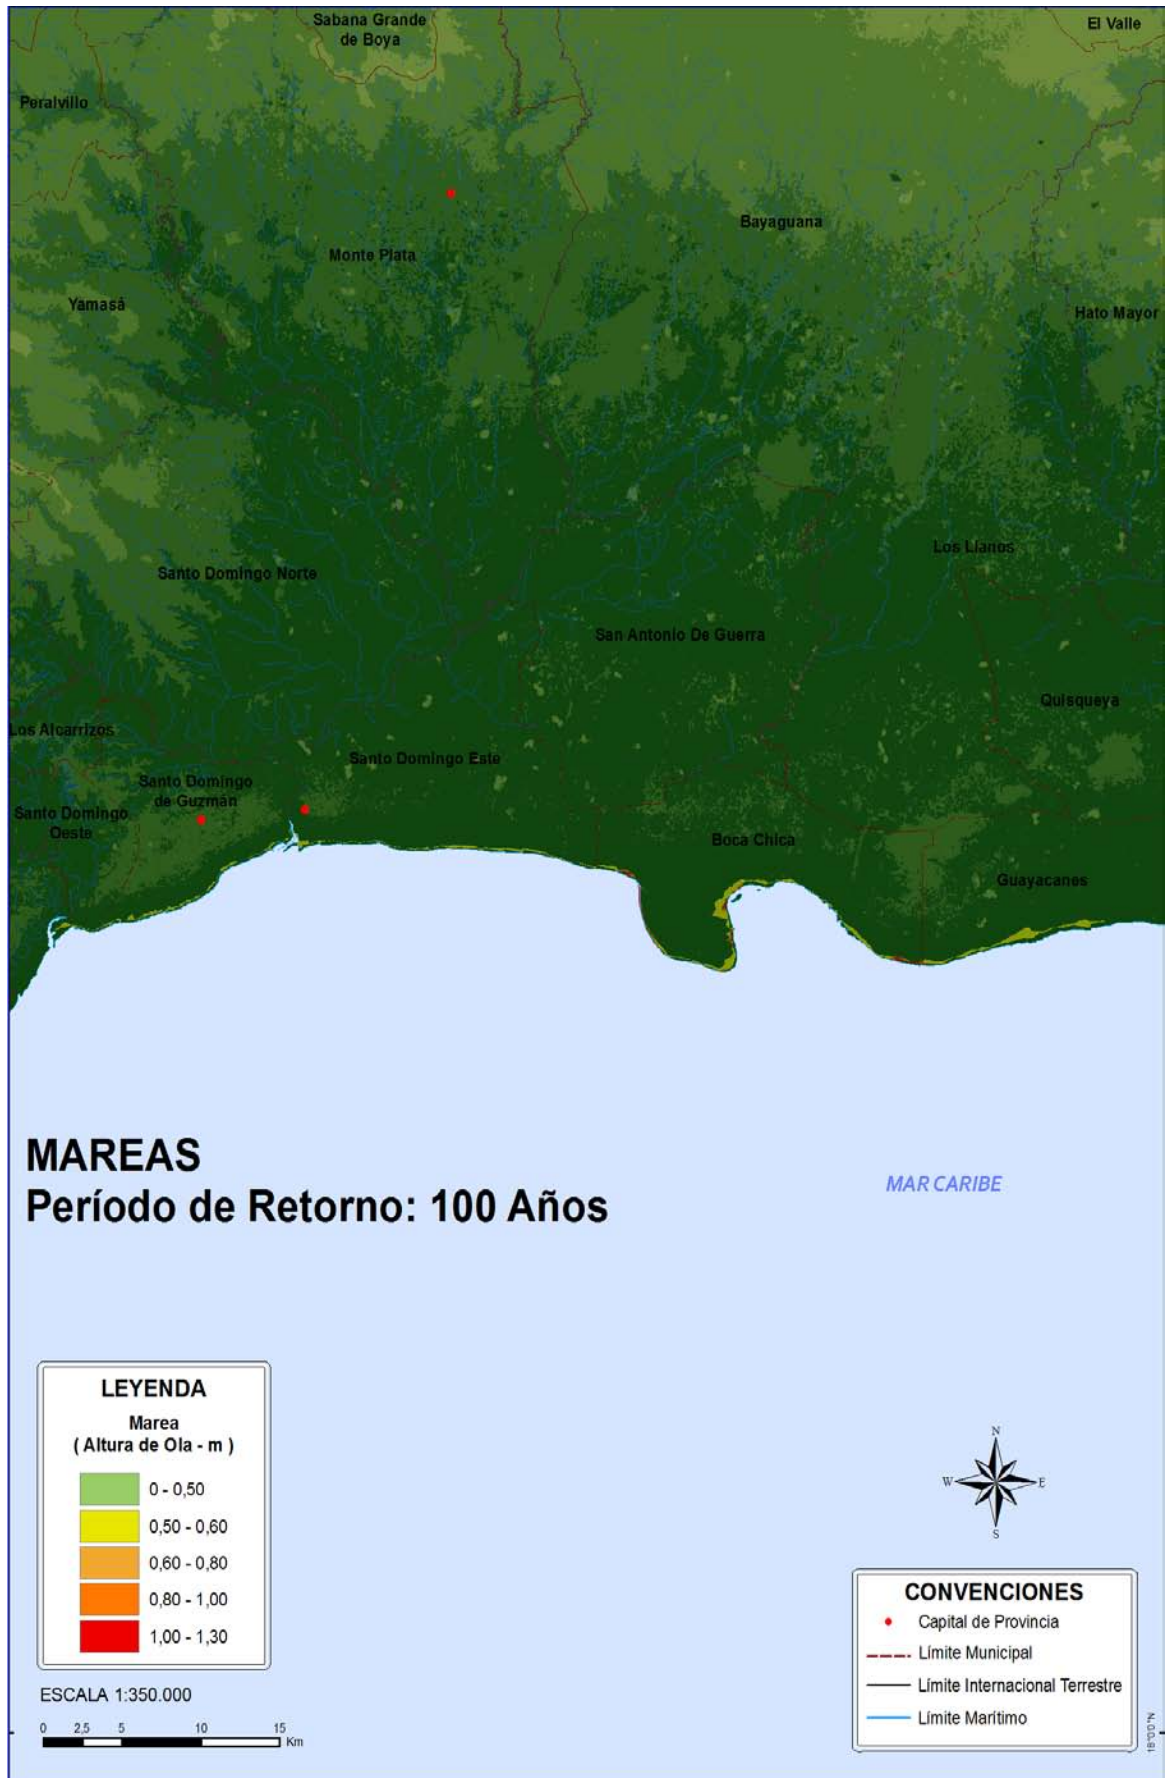 Sabana Grande
de Boya
El Valle
Peralvillo
Bayaguana
Monte Plata
Yamasá
Hato Mayor
Los Llanos
Santo Domingo Norte
San Antonio De Guerra
Quisqueya
Los Alcarrizos
Santo Domingo Este
Santo Domingo
de Guzmán
Santo Domingo
Oeste
Boca Chica
Guayacanes
MAREAS
Período de Retorno: 100 Años
MAR CARIBE
LEYENDA
Marea
( Altura de Ola - m )
0 - 0,50
0,50 - 0,60
0,60 - 0,80
0,80 - 1,00
1,00 - 1,30
ESCALA 1:350.000
0 2,5 5 10 15
Km
N
W E
S
CONVENCIONES
Capital de Provincia
Límite Municipal
Límite Internacional Terrestre
Límite Marítimo
18°0'0"N